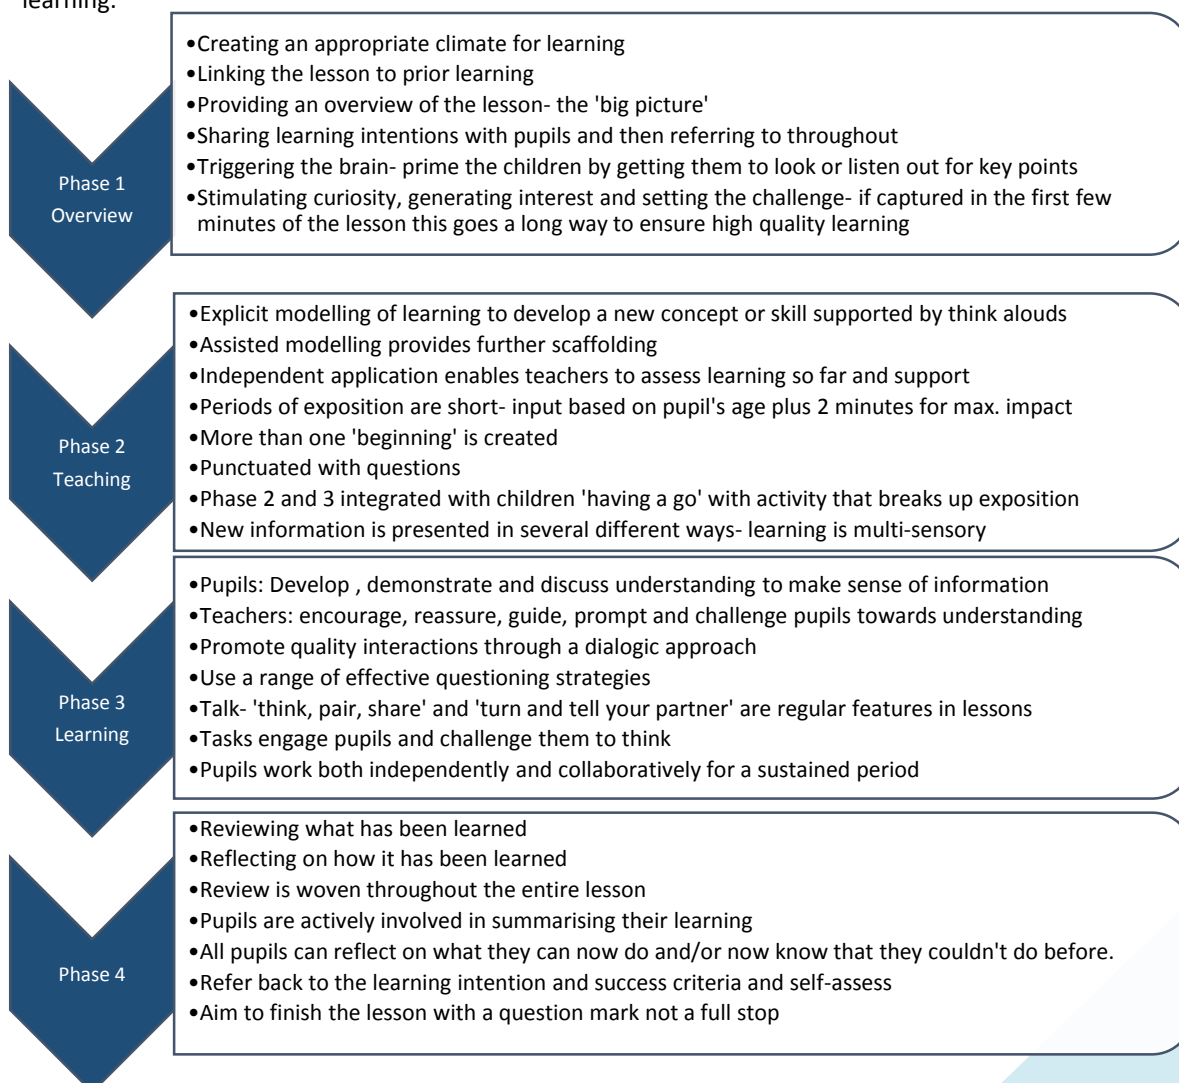 learning.
Phase 1
Overview
•Creating an appropriate climate for learning
•Linking the lesson to prior learning
•Providing an overview of the lesson- the 'big picture'
•Sharing learning intentions with pupils and then referring to throughout
•Triggering the brain- prime the children by getting them to look or listen out for key points
•Stimulating curiosity, generating interest and setting the challenge- if captured in the first few
minutes of the lesson this goes a long way to ensure high quality learning
Phase 2
Teaching
•Explicit modelling of learning to develop a new concept or skill supported by think alouds
•Assisted modelling provides further scaffolding
•Independent application enables teachers to assess learning so far and support
•Periods of exposition are short- input based on pupil's age plus 2 minutes for max. impact
•More than one 'beginning' is created
•Punctuated with questions
•Phase 2 and 3 integrated with children 'having a go' with activity that breaks up exposition
•New information is presented in several different ways- learning is multi-sensory
Phase 3
Learning
•Pupils: Develop , demonstrate and discuss understanding to make sense of information
•Teachers: encourage, reassure, guide, prompt and challenge pupils towards understanding
•Promote quality interactions through a dialogic approach
•Use a range of effective questioning strategies
•Talk- 'think, pair, share' and 'turn and tell your partner' are regular features in lessons
•Tasks engage pupils and challenge them to think
•Pupils work both independently and collaboratively for a sustained period
Phase 4
•Reviewing what has been learned
•Reflecting on how it has been learned
•Review is woven throughout the entire lesson
•Pupils are actively involved in summarising their learning
•All pupils can reflect on what they can now do and/or now know that they couldn't do before.
•Refer back to the learning intention and success criteria and self-assess
•Aim to finish the lesson with a question mark not a full stop